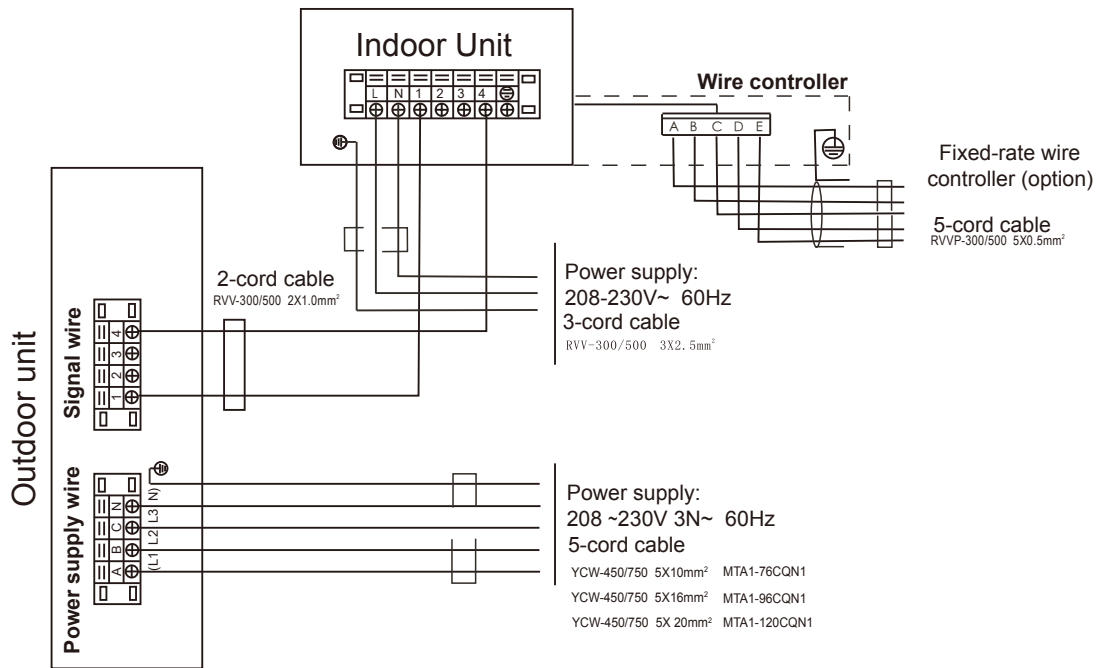 Indoor Unit
L N 1 2 3 4
Wire controller
A B C D E
Fixed-rate wire
controller (option)
5-cord cable
RVVP-300/500 5X0.5mm²
2-cord cable
RVV-300/500 2X1.0mm²
Power supply:
208-230V~ 60Hz
3-cord cable
RVV-300/500 3X2.5mm²
Outdoor unit
Signal wire
1 2 3 4
Power supply wire
A B C N
(L1 L2 L3 N)
Power supply:
208 ~230V 3N~ 60Hz
5-cord cable
YCW-450/750 5X10mm² MTA1-76CQN1
YCW-450/750 5X16mm² MTA1-96CQN1
YCW-450/750 5X 20mm² MTA1-120CQN1